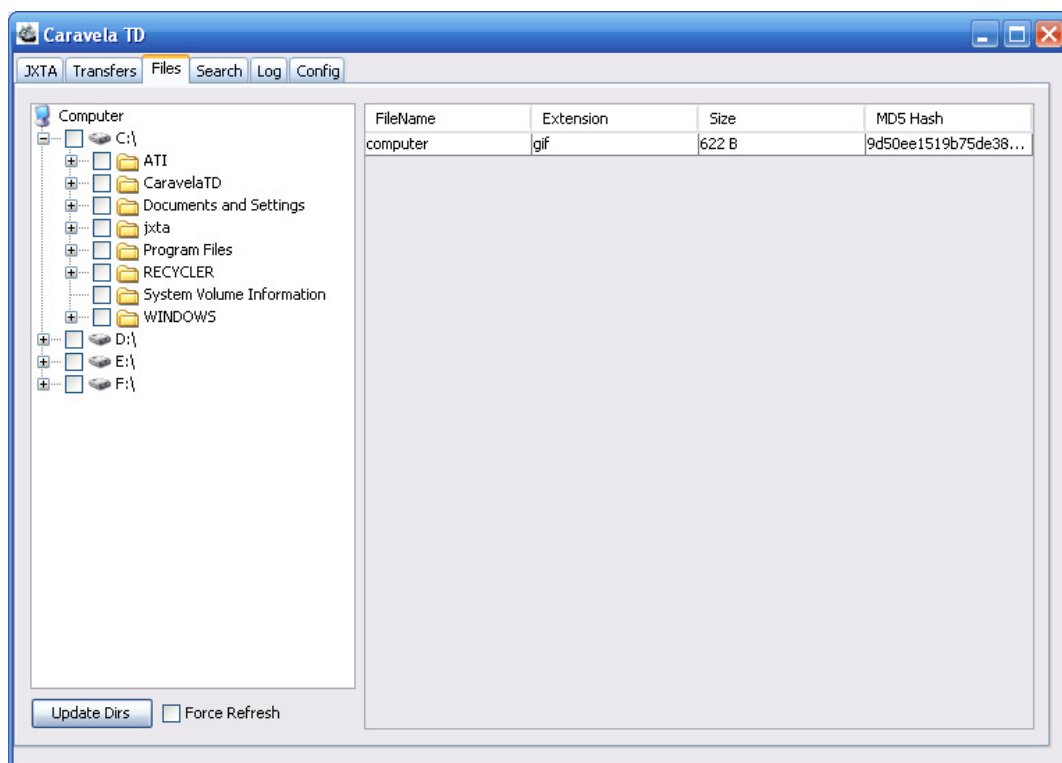 Caravela TD
JXTA Transfers Files Search Log Config
Computer
C:\
ATI
CaravelaTD
Documents and Settings
jxta
Program Files
RECYCLER
System Volume Information
WINDOWS
D:\
E:\
F:\
FileName Extension Size MD5 Hash
computer gif 622 B 9d50ee1519b75de38...
Update Dirs Force Refresh